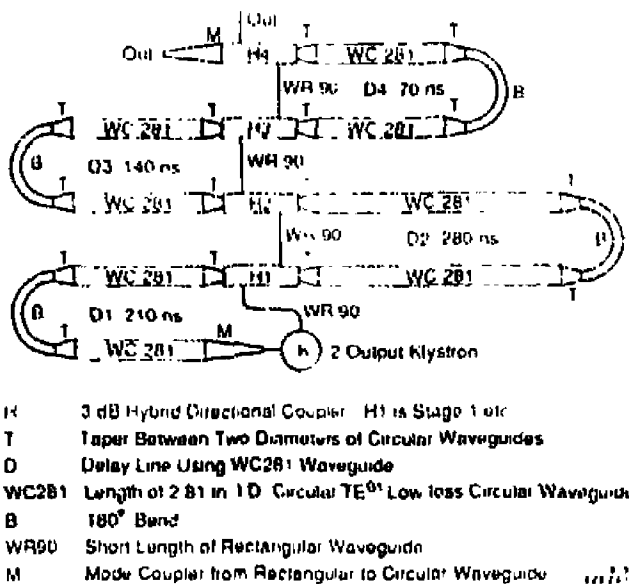 M Out
T T
Out H4 WC 281
WR 90 D4 70 ns B
T T T T
WC 281 H3 WC 281
B D3 140 ns WR 90
T T T
WC 281 H2 WC 281
WR 90 D2 280 ns B
T T
WC 281 H1 WC 281
B D1 210 ns WR 90 T
T M
WC 281 K 2 Output Klystron
H 3 dB Hybrid Directional Coupler H1 is Stage 1 etc
T Taper Between Two Diameters of Circular Waveguides
D Delay Line Using WC281 Waveguide
WC281 Length of 2 81 in 1 D Circular TE01 Low loss Circular Waveguide
B 180° Bend
WR90 Short Length of Rectangular Waveguide
M Mode Coupler from Rectangular to Circular Waveguide